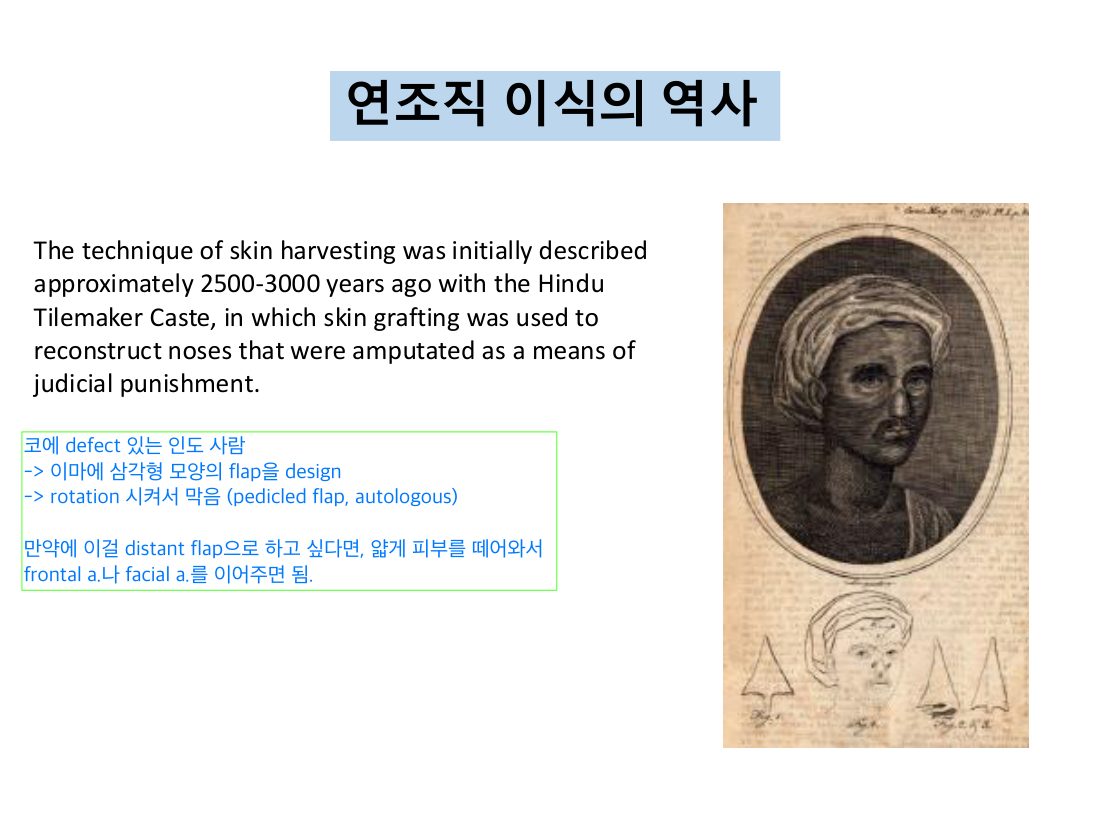 연조직 이식의 역사
The technique of skin harvesting was initially described
approximately 2500-3000 years ago with the Hindu
Tilemaker Caste, in which skin grafting was used to
reconstruct noses that were amputated as a means of
judicial punishment.
코에 defect 있는 인도 사람
-> 이마에 삼각형 모양의 flap을 design
-> rotation 시켜서 막음 (pedicled flap, autologous)
만약에 이걸 distant flap으로 하고 싶다면, 얇게 피부를 떼어와서
frontal a.나 facial a.를 이어주면 됨.